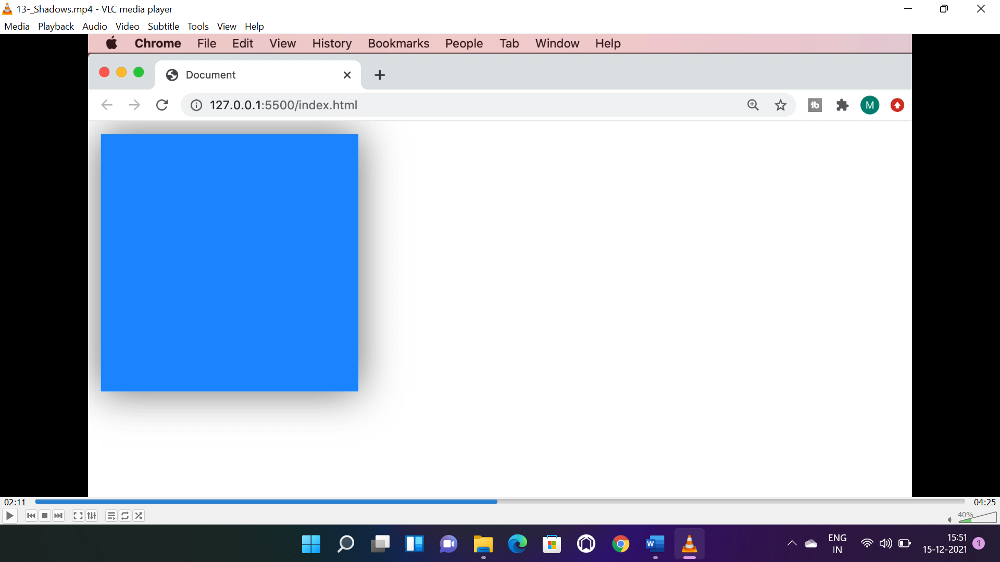 13-_Shadows.mp4 - VLC media player
Media Playback Audio Video Subtitle Tools View Help
Chrome File Edit View History Bookmarks People Tab Window Help
Document
127.0.0.1:5500/index.html
M
02:11
04:25
40%
W
ENG
IN
15:51
15-12-2021
1